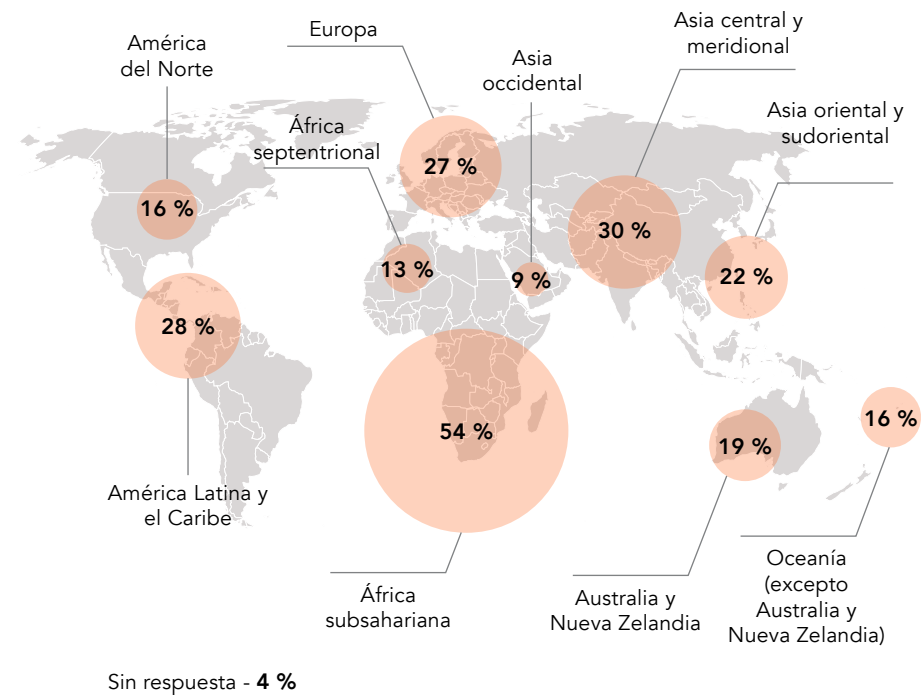 América
del Norte
Europa
Asia
occidental
Asia central y
meridional
Asia oriental y
sudoriental
África
septentrional
27 %
16 %
30 %
13 %
9 %
22 %
28 %
54 %
19 %
16 %
América Latina y
el Caribe
África
subsahariana
Australia y
Nueva Zelandia
Oceanía
(excepto
Australia y
Nueva Zelandia)
Sin respuesta - 4 %